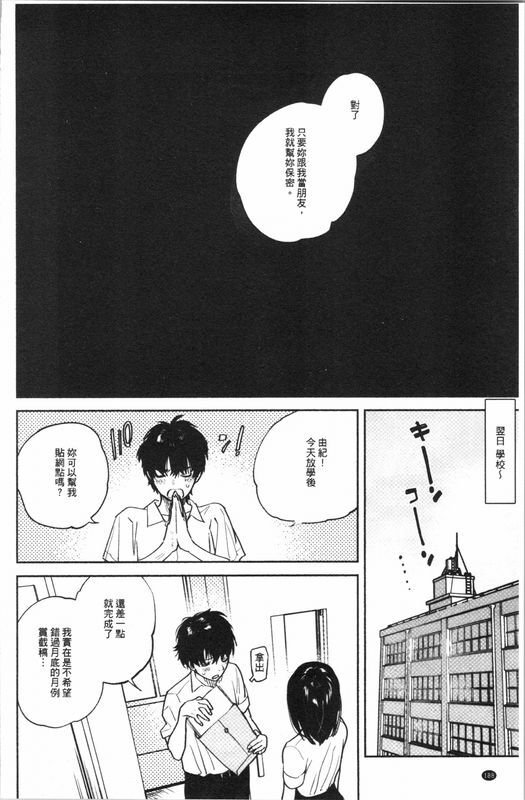 對了
只要妳跟我當朋友，
我就幫妳保密。
翌日 學校～
キーン
コー
由紀！
今天放學後
妳可以幫我
貼網點嗎？
還差一點
就完成了
拿出
我實在是不希望
錯過月底的月例
賞截稿…
188